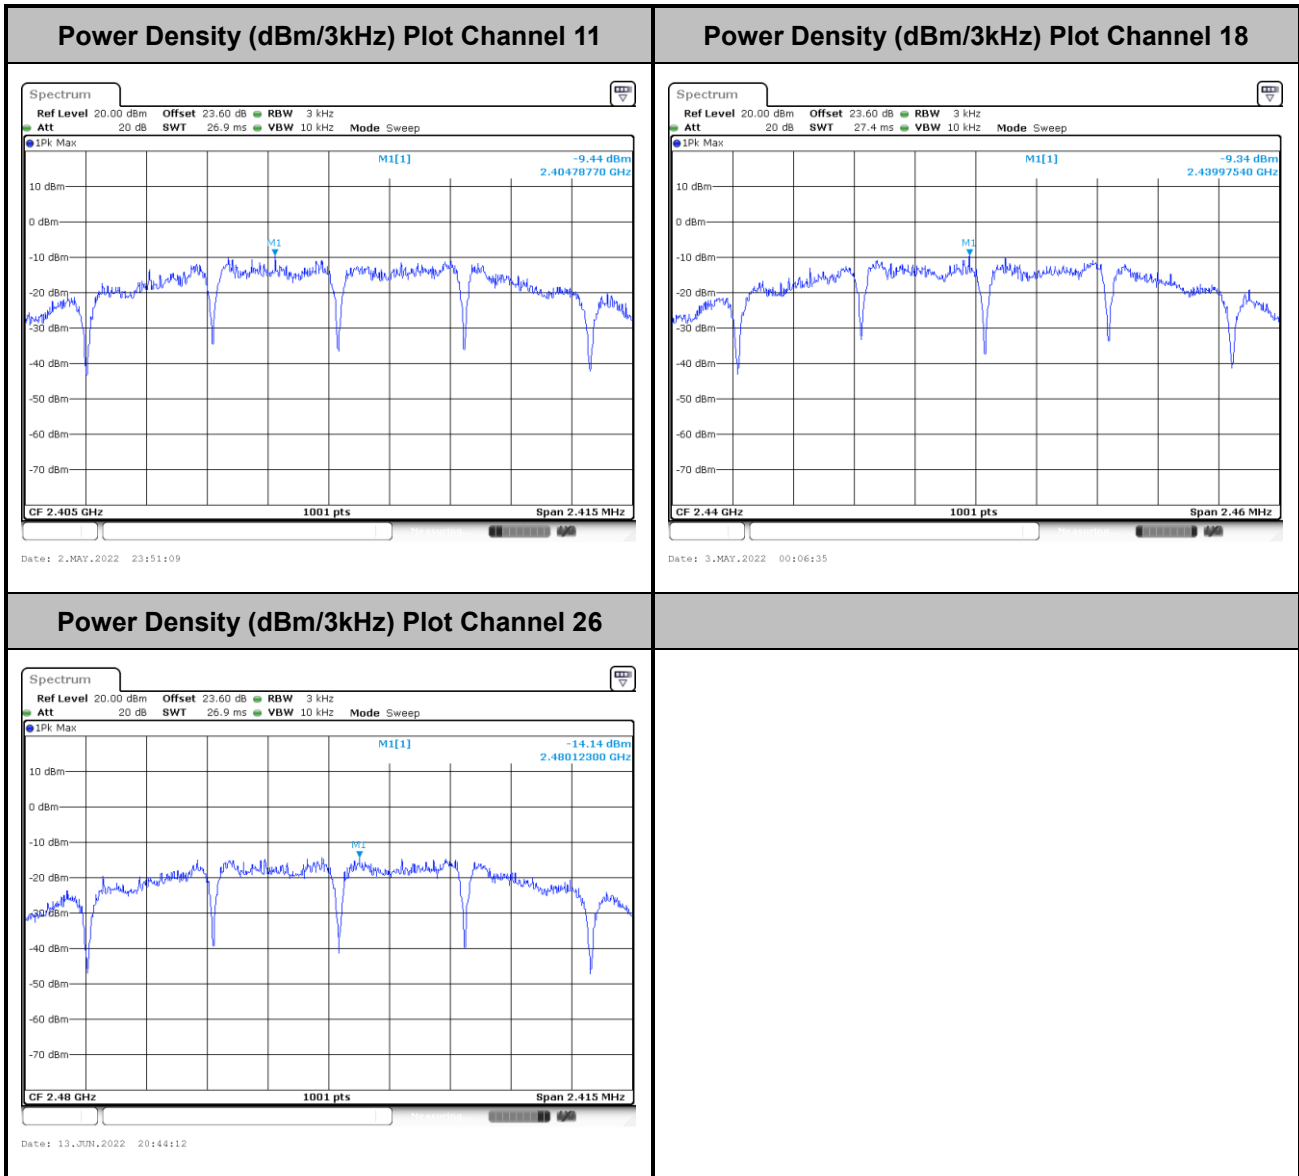 Power Density (dBm/3kHz) Plot Channel 11
Power Density (dBm/3kHz) Plot Channel 18
Spectrum
Ref Level 20.00 dBm Offset 23.60 dB RBW 3 kHz
Att 20 dB SWT 26.9 ms VBW 10 kHz Mode Sweep
1Pk Max
M1[1] -9.44 dBm
2.40478770 GHz
M1
10 dBm
0 dBm
-10 dBm
-20 dBm
-30 dBm
-40 dBm
-50 dBm
-60 dBm
-70 dBm
CF 2.405 GHz 1001 pts Span 2.415 MHz
Date: 2.MAY.2022 23:51:09
Spectrum
Ref Level 20.00 dBm Offset 23.60 dB RBW 3 kHz
Att 20 dB SWT 27.4 ms VBW 10 kHz Mode Sweep
1Pk Max
M1[1] -9.34 dBm
2.43997540 GHz
M1
10 dBm
0 dBm
-10 dBm
-20 dBm
-30 dBm
-40 dBm
-50 dBm
-60 dBm
-70 dBm
CF 2.44 GHz 1001 pts Span 2.46 MHz
Date: 3.MAY.2022 00:06:35
Power Density (dBm/3kHz) Plot Channel 26
Spectrum
Ref Level 20.00 dBm Offset 23.60 dB RBW 3 kHz
Att 20 dB SWT 26.9 ms VBW 10 kHz Mode Sweep
1Pk Max
M1[1] -14.14 dBm
2.48012300 GHz
M1
10 dBm
0 dBm
-10 dBm
-20 dBm
-30 dBm
-40 dBm
-50 dBm
-60 dBm
-70 dBm
CF 2.48 GHz 1001 pts Span 2.415 MHz
Measuring...
Date: 13.JUN.2022 20:44:12